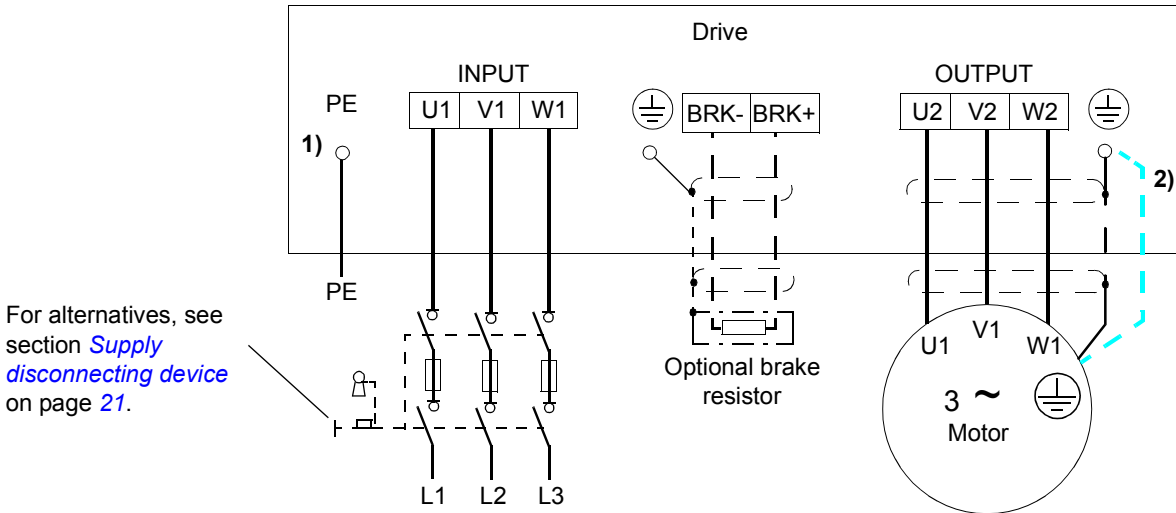 Drive
INPUT
OUTPUT
PE
U1 V1 W1
BRK- BRK+
U2 V2 W2
1)
2)
PE
For alternatives, see
section Supply
disconnecting device
on page 21.
Optional brake
resistor
U1 V1 W1
3 ~
Motor
L1 L2 L3